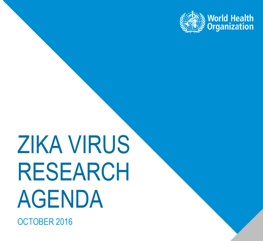 World Health
Organization
ZIKA VIRUS
RESEARCH
AGENDA
OCTOBER 2016